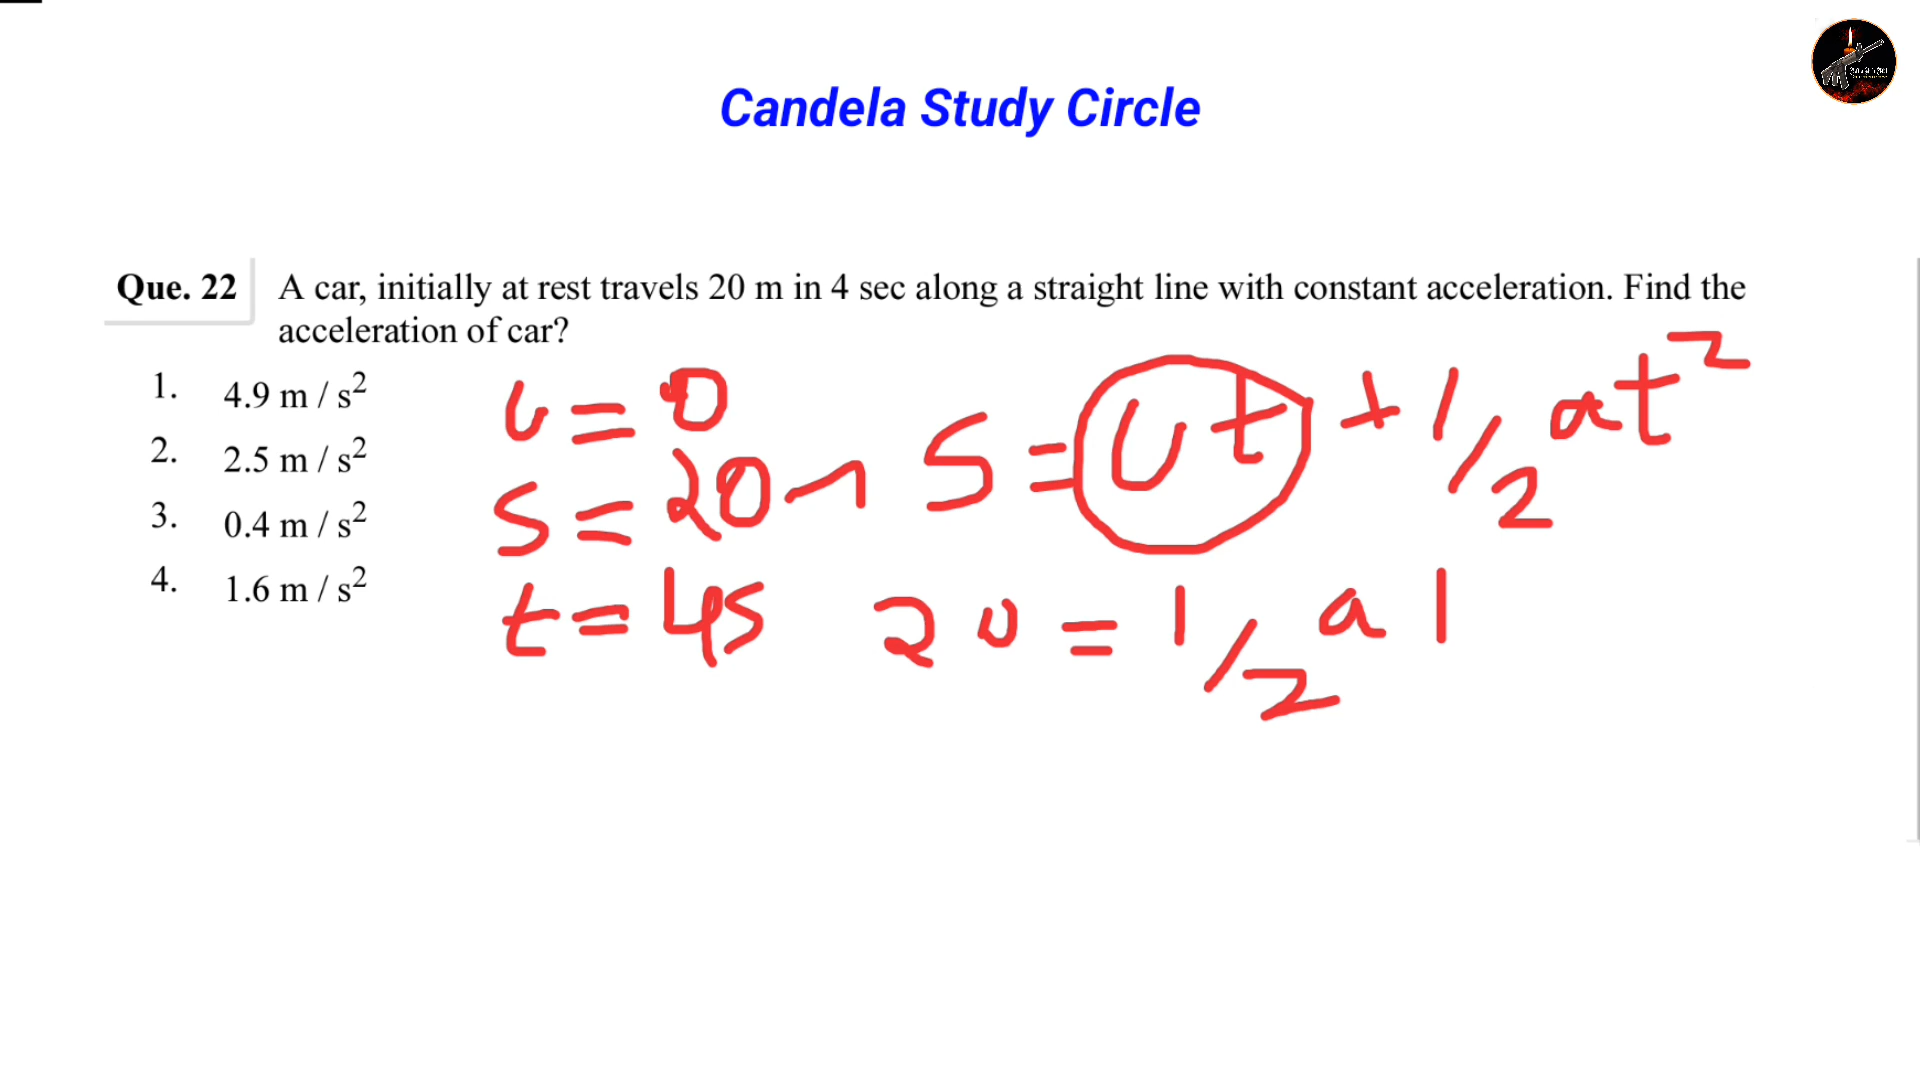 Candela Study Circle
Que. 22 A car, initially at rest travels 20 m in 4 sec along a straight line with constant acceleration. Find the
acceleration of car?
1. 4.9 m / s²
2. 2.5 m / s²
3. 0.4 m / s²
4. 1.6 m / s²
u = 0
s = 20 m
t = 4s
S = Ut + 1/2 at²
20 = 1/2 a 1